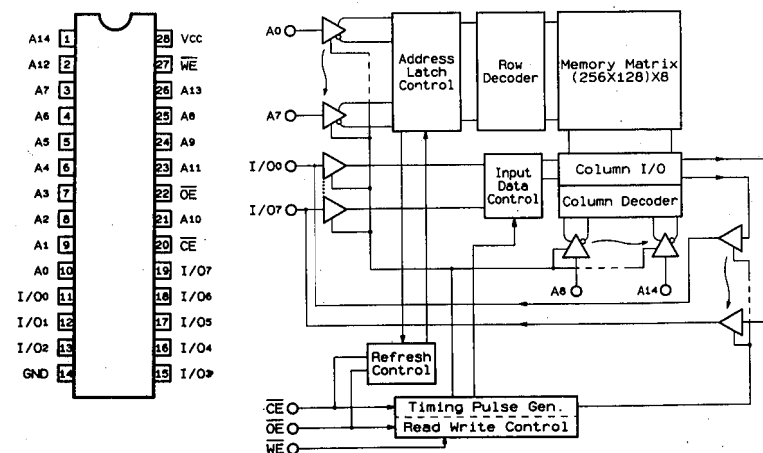 A14 1 28 VCC
A12 2 27 WE
A7 3 26 A13
A6 4 25 A8
A5 5 24 A9
A4 6 23 A11
A3 7 22 OE
A2 8 21 A10
A1 9 20 CE
A0 10 19 I/O7
I/O0 11 18 I/O6
I/O1 12 17 I/O5
I/O2 13 16 I/O4
GND 14 15 I/O3
A0
A7
I/O0
I/O7
Address
Latch
Control
Row
Decoder
Memory Matrix
(256X128)X8
Input
Data
Control
Column I/O
Column Decoder
A8 A14
Refresh
Control
CE
OE
WE
Timing Pulse Gen.
Read Write Control